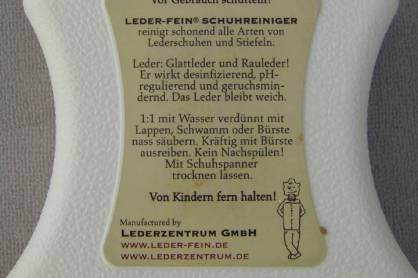 Vor Gebrauch schütteln!
LEDER-FEIN® SCHUHREINIGER
reinigt schonend alle Arten von
Lederschuhen und Stiefeln.
Leder: Glattleder und Rauleder!
Er wirkt desinfizierend, pH-
regulierend und geruchsmin-
dernd. Das Leder bleibt weich.
1:1 mit Wasser verdünnt mit
Lappen, Schwamm oder Bürste
nass säubern. Kräftig mit Bürste
ausreiben. Kein Nachspülen!
Mit Schuhspanner
trocknen lassen.
Von Kindern fern halten!
Manufactured by
LEDERZENTRUM GMBH
WWW.LEDER-FEIN.DE
WWW.LEDERZENTRUM.DE